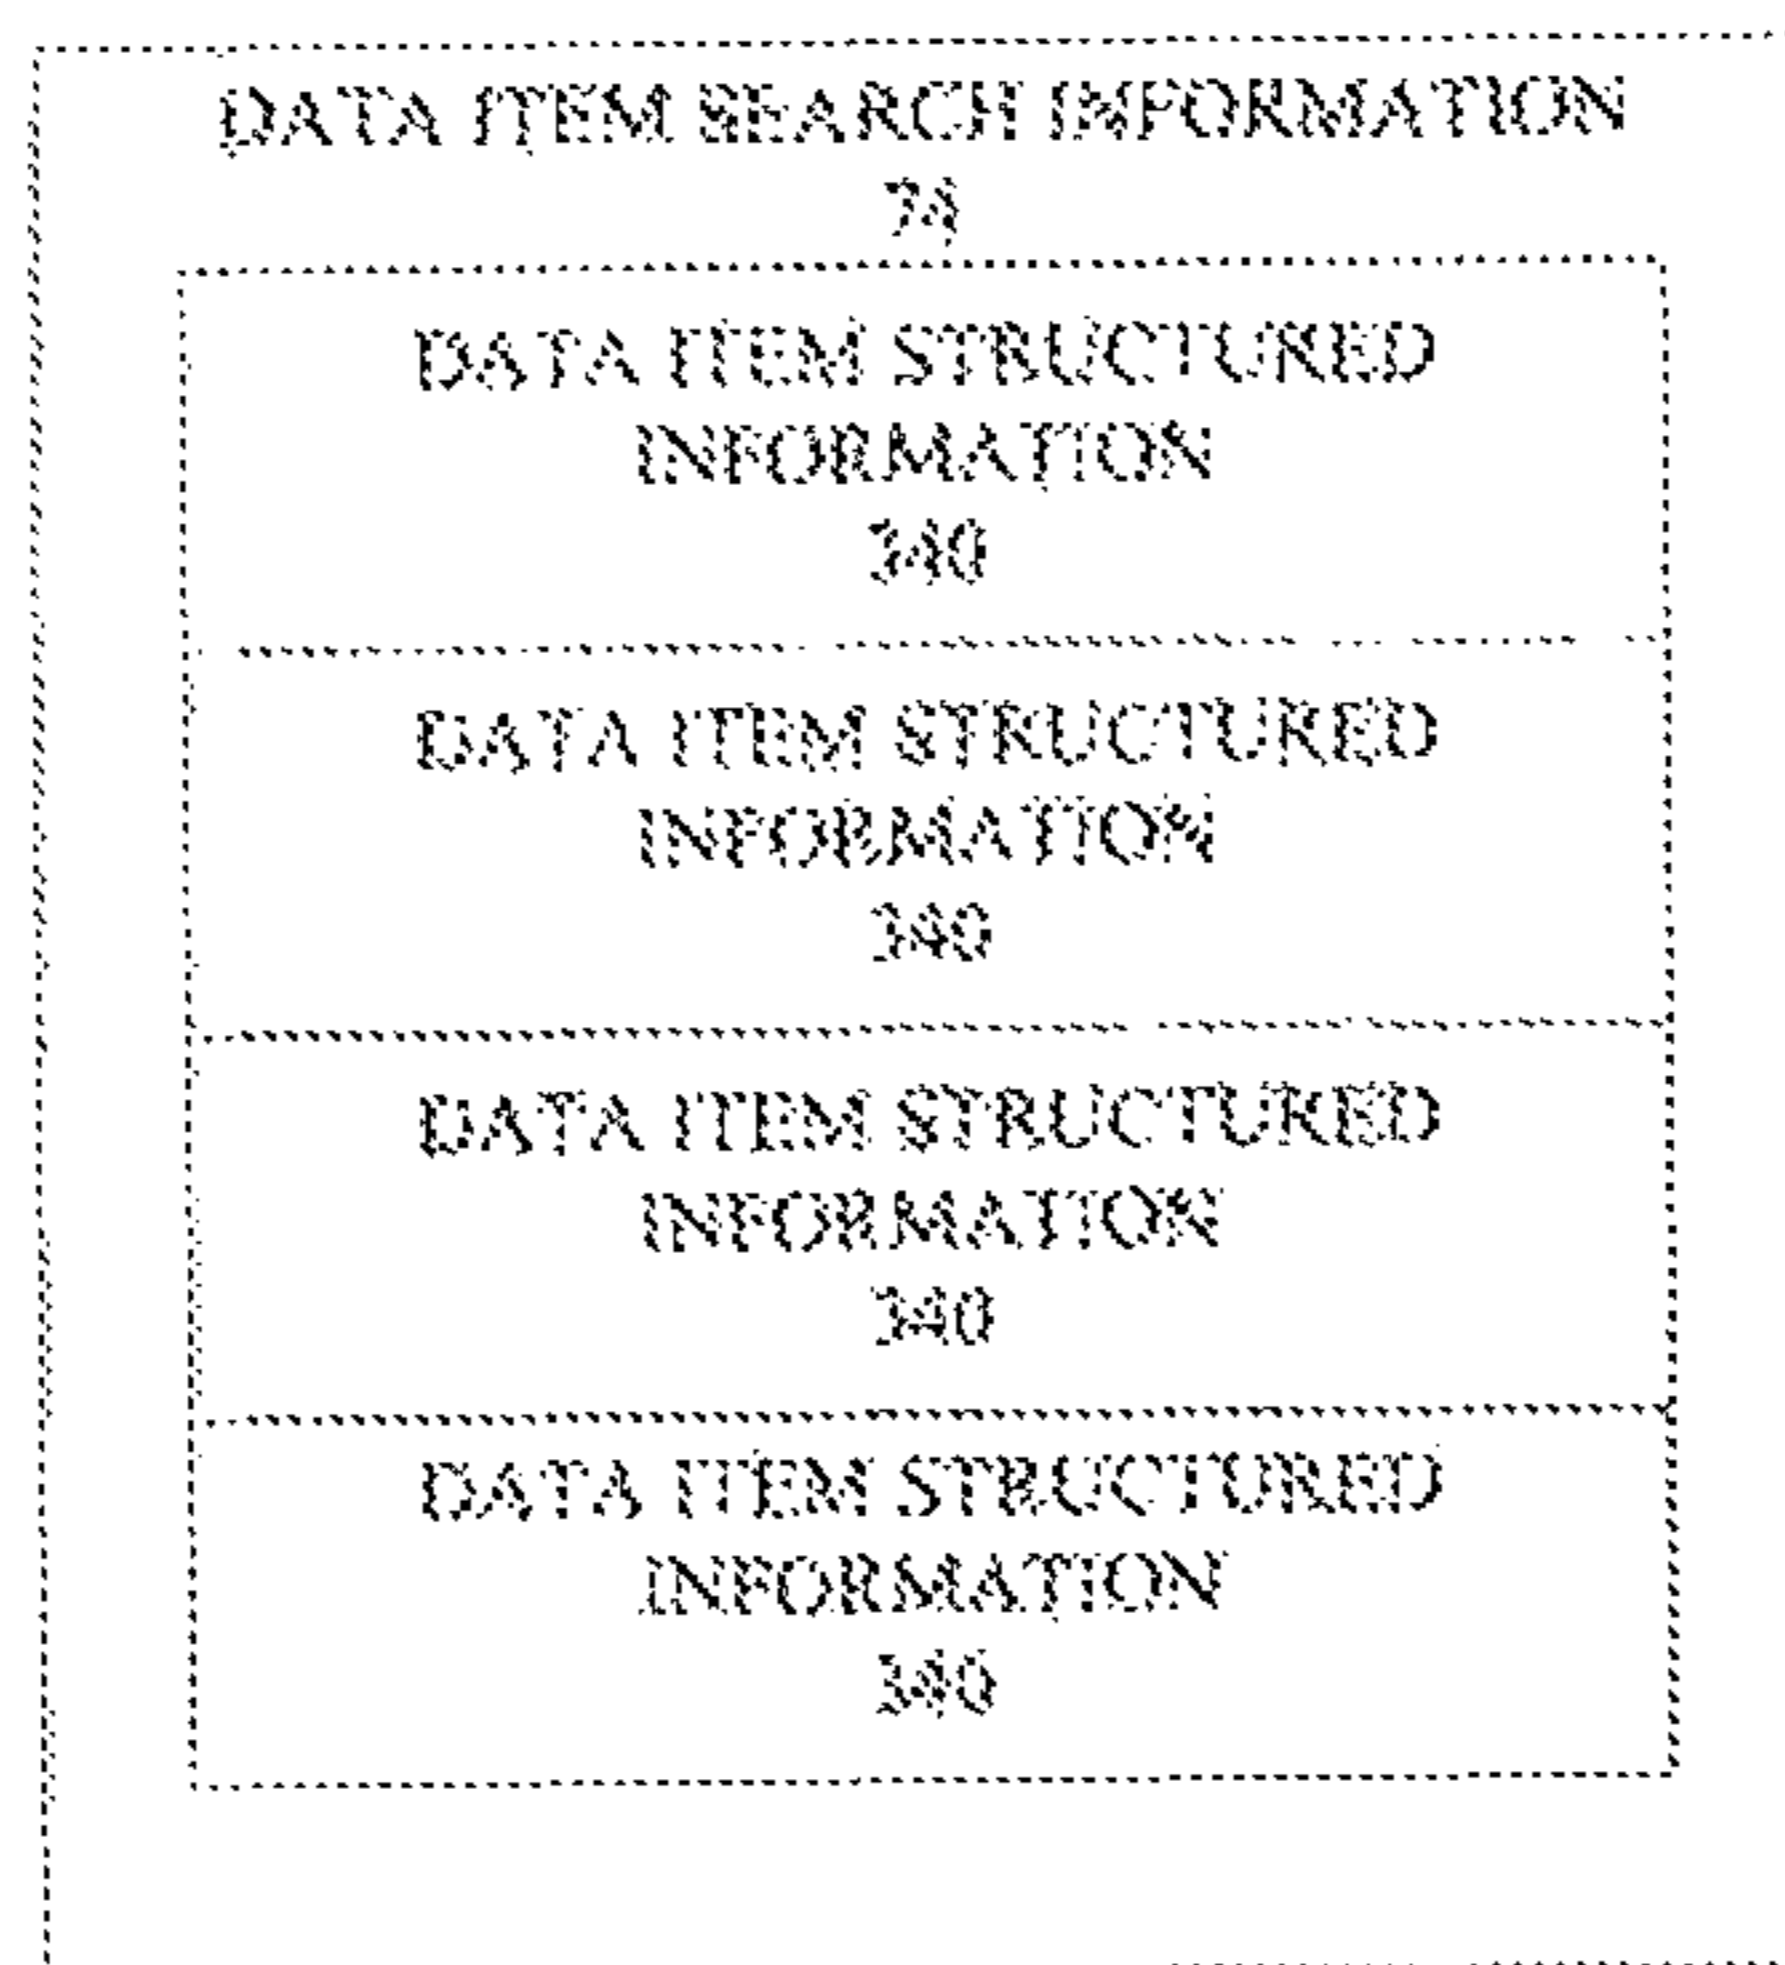 DATA ITEM SEARCH INFORMATION
74
DATA ITEM STRUCTURED
INFORMATION
340
DATA ITEM STRUCTURED
INFORMATION
340
DATA ITEM STRUCTURED
INFORMATION
340
DATA ITEM STRUCTURED
INFORMATION
340